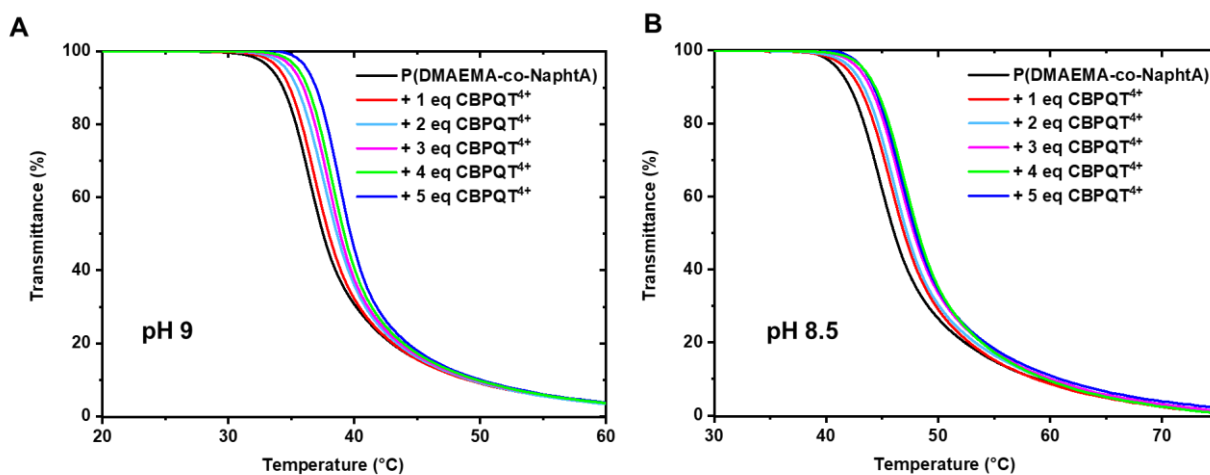 A
100
80
60
40
20
0
Transmittance (%)
P(DMAEMA-co-NaphtA)
+ 1 eq CBPQT⁴⁺
+ 2 eq CBPQT⁴⁺
+ 3 eq CBPQT⁴⁺
+ 4 eq CBPQT⁴⁺
+ 5 eq CBPQT⁴⁺
pH 9
20 30 40 50 60
Temperature (°C)
B
100
80
60
40
20
0
Transmittance (%)
P(DMAEMA-co-NaphtA)
+ 1 eq CBPQT⁴⁺
+ 2 eq CBPQT⁴⁺
+ 3 eq CBPQT⁴⁺
+ 4 eq CBPQT⁴⁺
+ 5 eq CBPQT⁴⁺
pH 8.5
30 40 50 60 70
Temperature (°C)